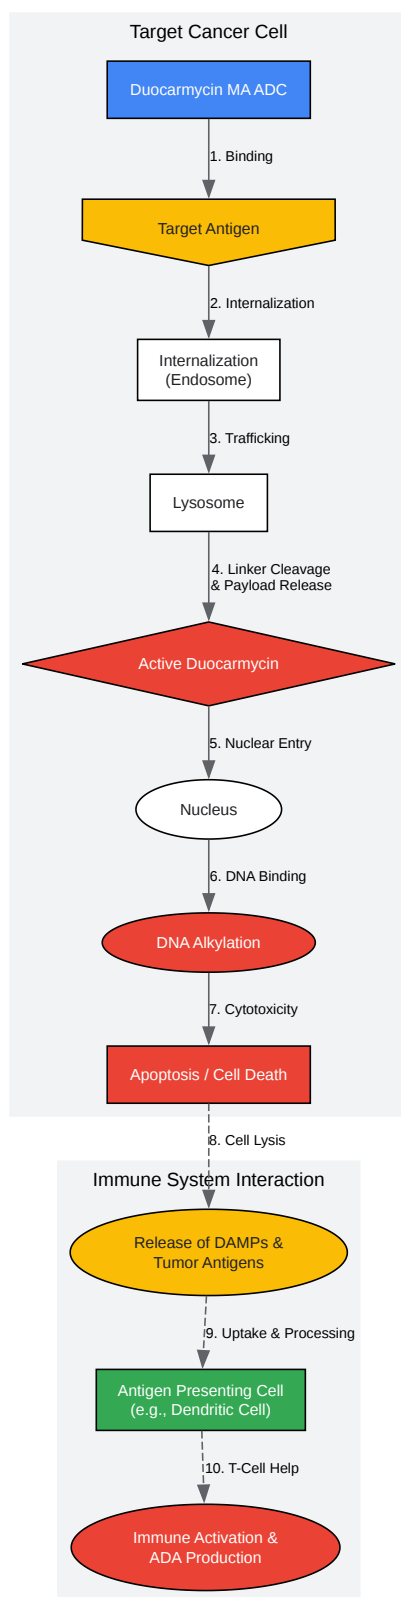 Target Cancer Cell
Duocarmycin MA ADC
1. Binding
Target Antigen
2. Internalization
Internalization
(Endosome)
3. Trafficking
Lysosome
4. Linker Cleavage
& Payload Release
Active Duocarmycin
5. Nuclear Entry
Nucleus
6. DNA Binding
DNA Alkylation
7. Cytotoxicity
Apoptosis / Cell Death
8. Cell Lysis
Immune System Interaction
Release of DAMPs &
Tumor Antigens
9. Uptake & Processing
Antigen Presenting Cell
(e.g., Dendritic Cell)
10. T-Cell Help
Immune Activation &
ADA Production